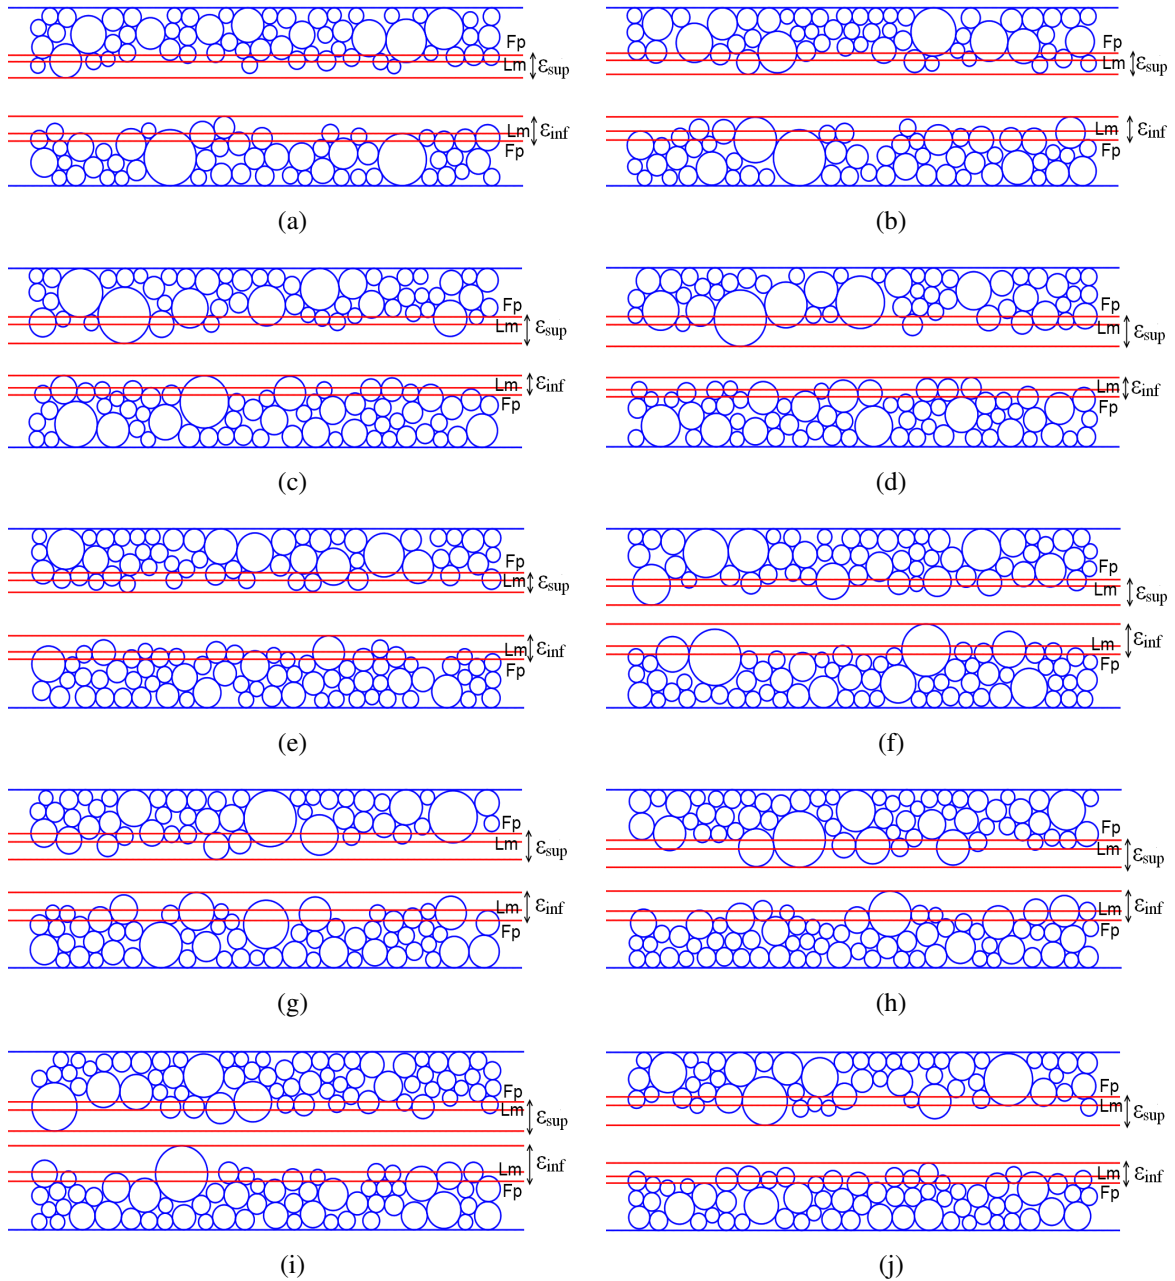 Fp
Lm
εsup
Lm
εinf
Fp
(a)
Fp
Lm
εsup
Lm
εinf
Fp
(b)
Fp
Lm
εsup
Lm
εinf
Fp
(c)
Fp
Lm
εsup
Lm
εinf
Fp
(d)
Fp
Lm
εsup
Lm
εinf
Fp
(e)
Fp
Lm
εsup
Lm
εinf
Fp
(f)
Fp
Lm
εsup
Lm
εinf
Fp
(g)
Fp
Lm
εsup
Lm
εinf
Fp
(h)
Fp
Lm
εsup
Lm
εinf
Fp
(i)
Fp
Lm
εsup
Lm
εinf
Fp
(j)